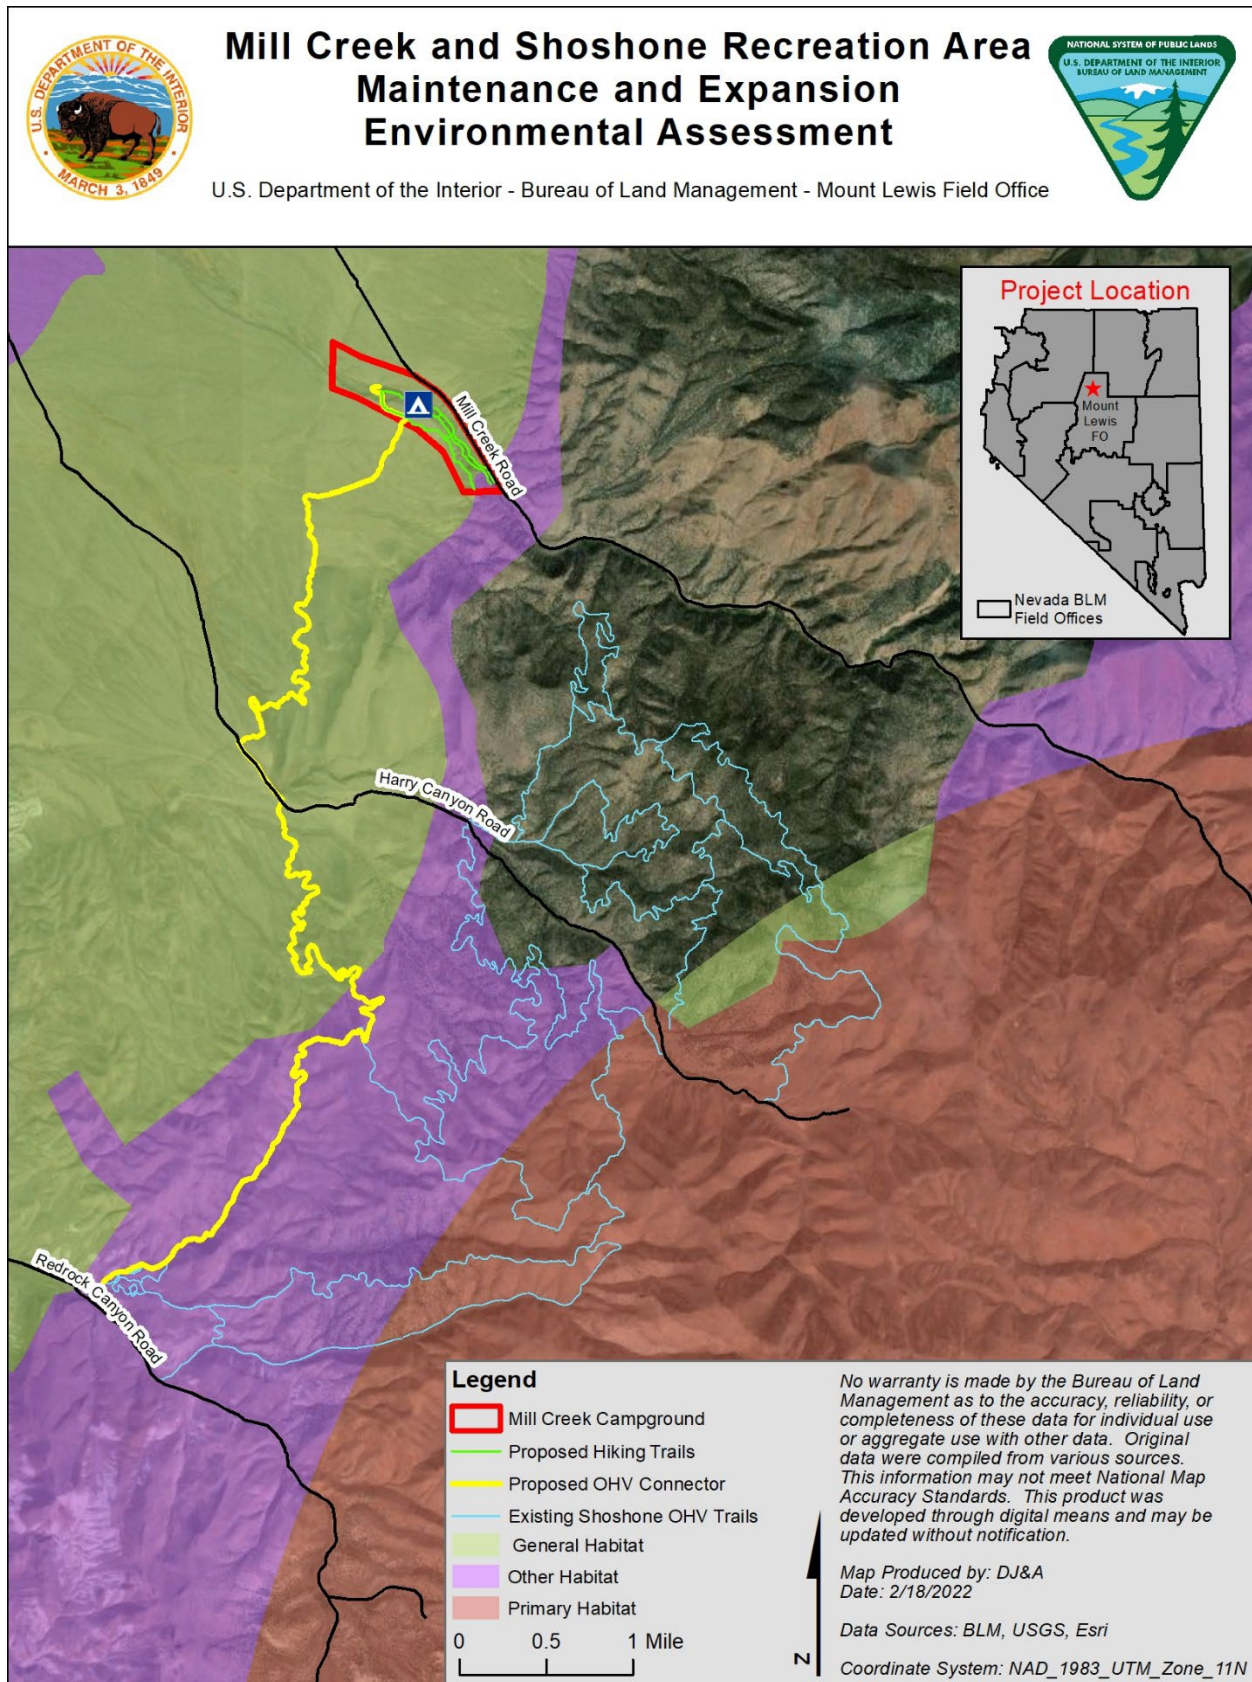 Mill Creek and Shoshone Recreation Area
Maintenance and Expansion
Environmental Assessment
U.S. Department of the Interior - Bureau of Land Management - Mount Lewis Field Office
U.S. DEPARTMENT OF THE INTERIOR
MARCH 3, 1849
NATIONAL SYSTEM OF PUBLIC LANDS
U.S. DEPARTMENT OF THE INTERIOR
BUREAU OF LAND MANAGEMENT
Project Location
Mount
Lewis
FO
Nevada BLM
Field Offices
Mill Creek Road
Harry Canyon Road
Redrock Canyon Road
Legend
Mill Creek Campground
Proposed Hiking Trails
Proposed OHV Connector
Existing Shoshone OHV Trails
General Habitat
Other Habitat
Primary Habitat
0 0.5 1 Mile
N
No warranty is made by the Bureau of Land
Management as to the accuracy, reliability, or
completeness of these data for individual use
or aggregate use with other data. Original
data were compiled from various sources.
This information may not meet National Map
Accuracy Standards. This product was
developed through digital means and may be
updated without notification.
Map Produced by: DJ&A
Date: 2/18/2022
Data Sources: BLM, USGS, Esri
Coordinate System: NAD_1983_UTM_Zone_11N